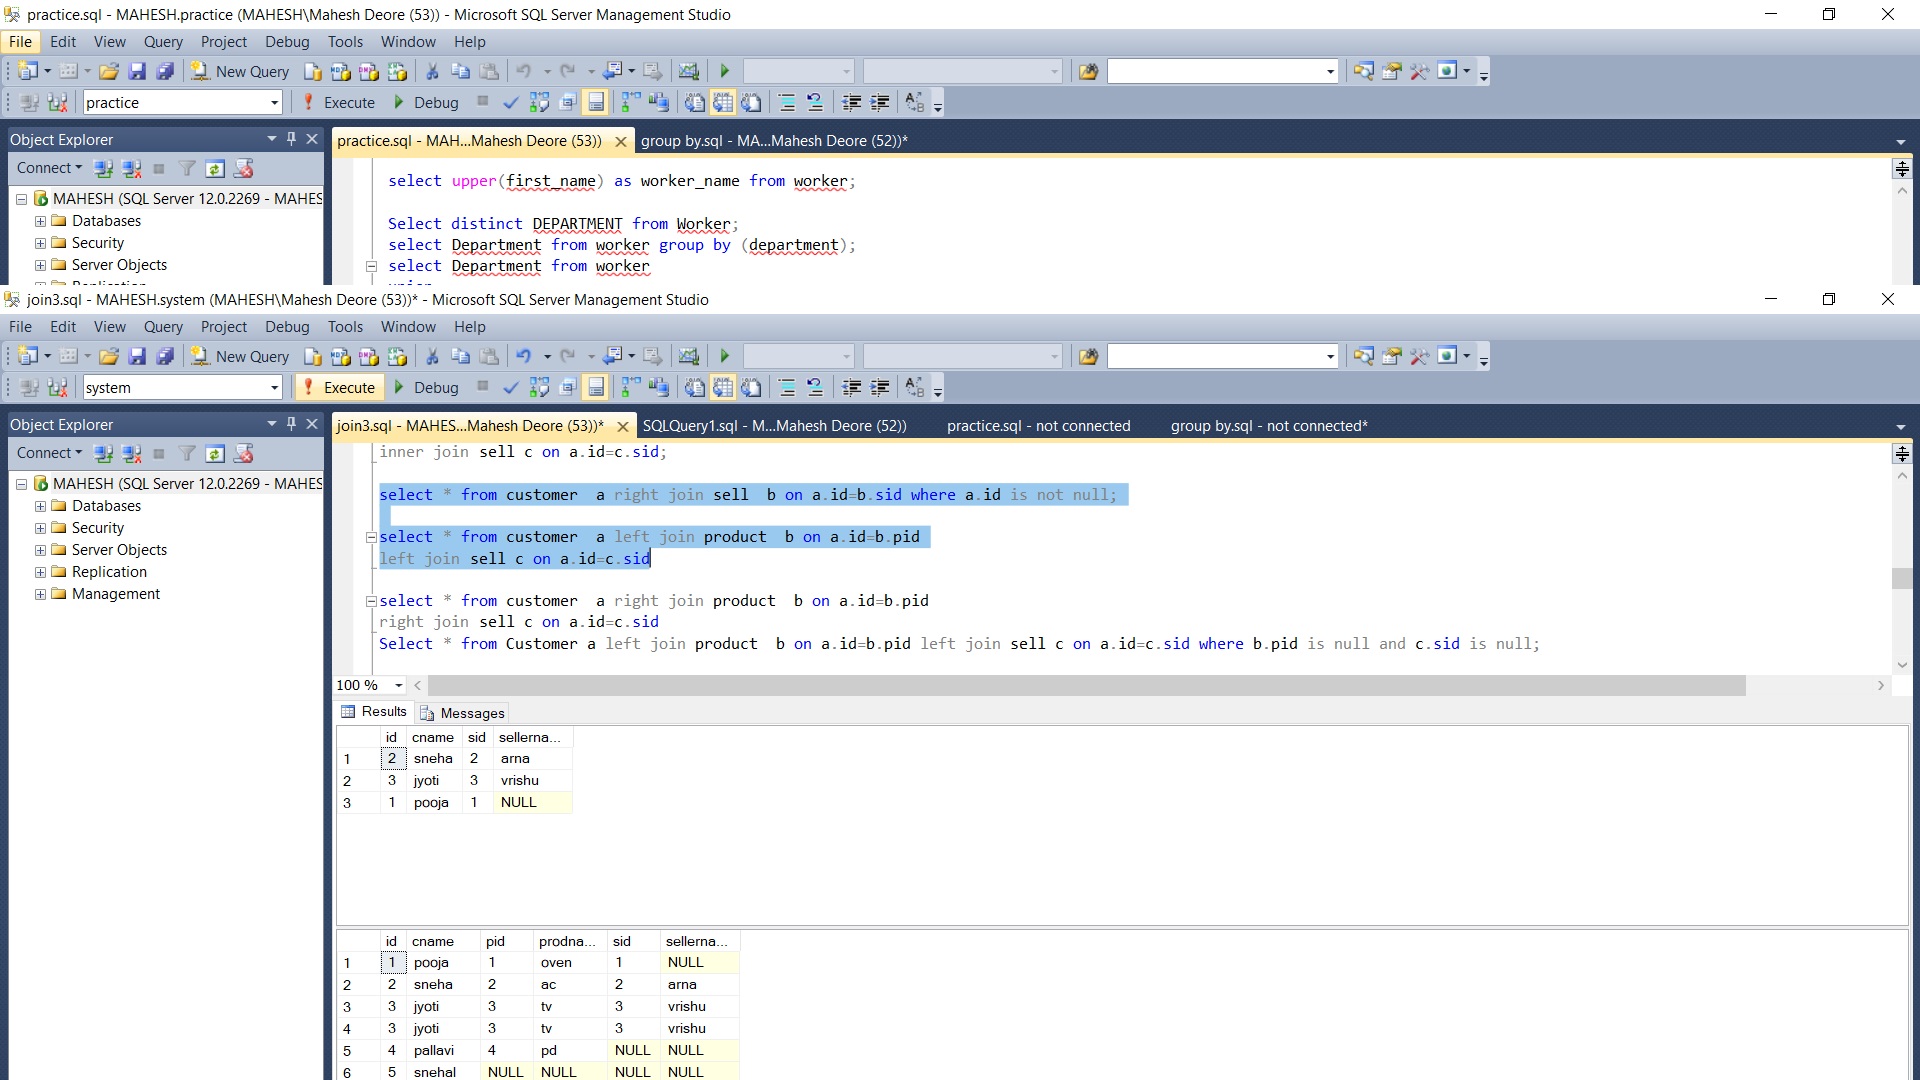 practice.sql - MAHESH.practice (MAHESH\Mahesh Deore (53)) - Microsoft SQL Server Management Studio
File Edit View Query Project Debug Tools Window Help
New Query
practice Execute Debug
Object Explorer
practice.sql - MAH...Mahesh Deore (53)) group by.sql - MA...Mahesh Deore (52))*
Connect
select upper(first_name) as worker_name from worker;
MAHESH (SQL Server 12.0.2269 - MAHES
Databases
Select distinct DEPARTMENT from Worker;
Security
select Department from worker group by (department);
Server Objects
select Department from worker
join3.sql - MAHESH.system (MAHESH\Mahesh Deore (53))* - Microsoft SQL Server Management Studio
File Edit View Query Project Debug Tools Window Help
New Query
system Execute Debug
Object Explorer
join3.sql - MAHES...Mahesh Deore (53))* SQLQuery1.sql - M...Mahesh Deore (52)) practice.sql - not connected group by.sql - not connected*
Connect
MAHESH (SQL Server 12.0.2269 - MAHES
Databases
Security
Server Objects
Replication
Management
inner join sell c on a.id=c.sid;
select * from customer  a right join sell  b on a.id=b.sid where a.id is not null;
select * from customer  a left join product  b on a.id=b.pid
left join sell c on a.id=c.sid
select * from customer  a right join product  b on a.id=b.pid
right join sell c on a.id=c.sid
Select * from Customer a left join product  b on a.id=b.pid left join sell c on a.id=c.sid where b.pid is null and c.sid is null;
100 %
Results Messages
id cname sid sellerna...
1 2 sneha 2 arna
2 3 jyoti 3 vrishu
3 1 pooja 1 NULL
id cname pid prodna... sid sellerna...
1 1 pooja 1 oven 1 NULL
2 2 sneha 2 ac 2 arna
3 3 jyoti 3 tv 3 vrishu
4 3 jyoti 3 tv 3 vrishu
5 4 pallavi 4 pd NULL NULL
6 5 snehal NULL NULL NULL NULL